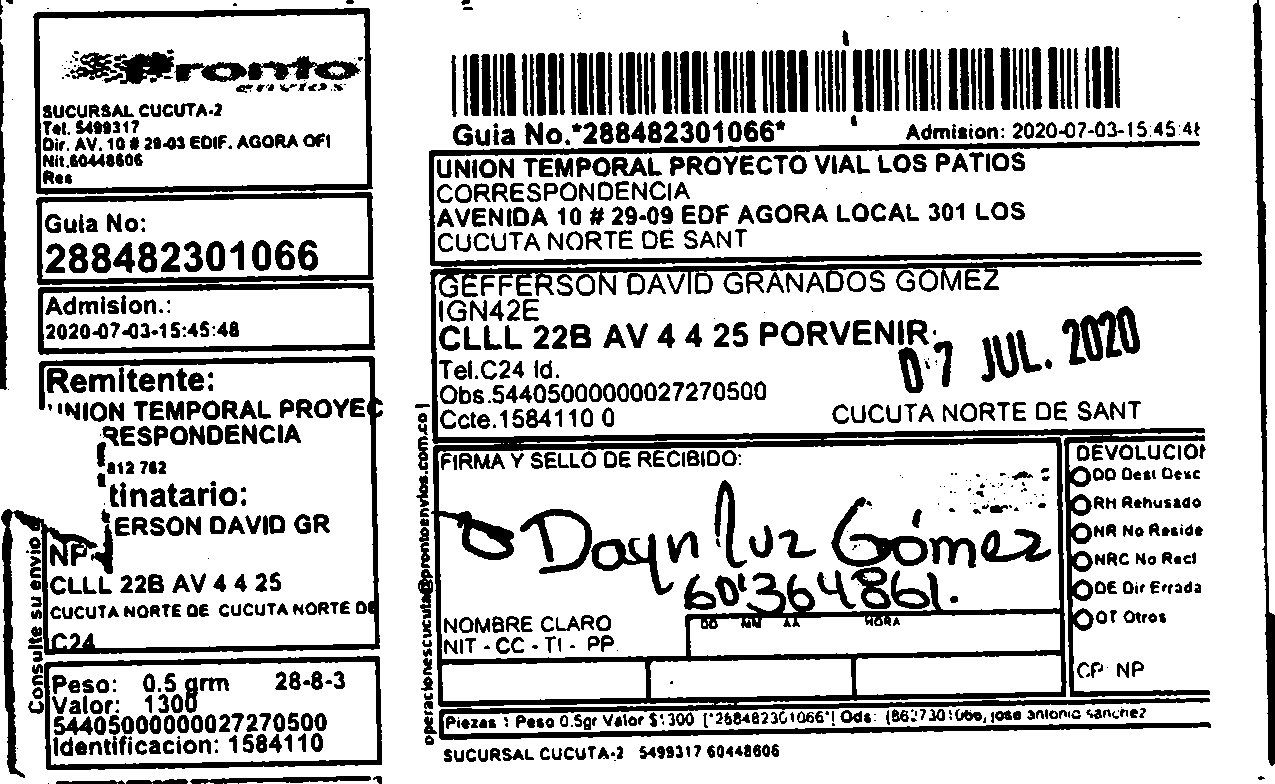 Pronto
envios
SUCURSAL CUCUTA-2
Tel. 5499317
Dir. AV. 10 # 29-03 EDIF. AGORA OFI
Nit.60448606
Res
Guia No:
288482301066
Admision.:
2020-07-03-15:45:48
Remitente:
UNION TEMPORAL PROYEC
RESPONDENCIA
812 762
tinatario:
ERSON DAVID GR
NP
CLLL 22B AV 4 4 25
CUCUTA NORTE DE CUCUTA NORTE DE
C24
Consulte su envio
Peso: 0.5 grm 28-8-3
Valor: 1300
54405000000027270500
Identificacion: 1584110
operacionescucuta@prontoenvios.com.co
Guia No.*288482301066* Admision: 2020-07-03-15:45:48
UNION TEMPORAL PROYECTO VIAL LOS PATIOS
CORRESPONDENCIA
AVENIDA 10 # 29-09 EDF AGORA LOCAL 301 LOS
CUCUTA NORTE DE SANT
GEFFERSON DAVID GRANADOS GOMEZ
IGN42E
CLLL 22B AV 4 4 25 PORVENIR.
07 JUL. 2020
Tel.C24 Id.
Obs.54405000000027270500
Ccte.1584110 0 CUCUTA NORTE DE SANT
FIRMA Y SELLO DE RECIBIDO:
Dayn luz Gómez
60364861.
NOMBRE CLARO
NIT - CC - TI - PP
DD MM AA HORA
DEVOLUCION
DD Dest Desc
RH Rehusado
NR No Reside
NRC No Recl
DE Dir Errada
OT Otros
CP NP
Piezas 1 Peso 0.5gr Valor $1300 ["288482301066"] Ods: jose antonio sanchez
SUCURSAL CUCUTA-2 5499317 60448606